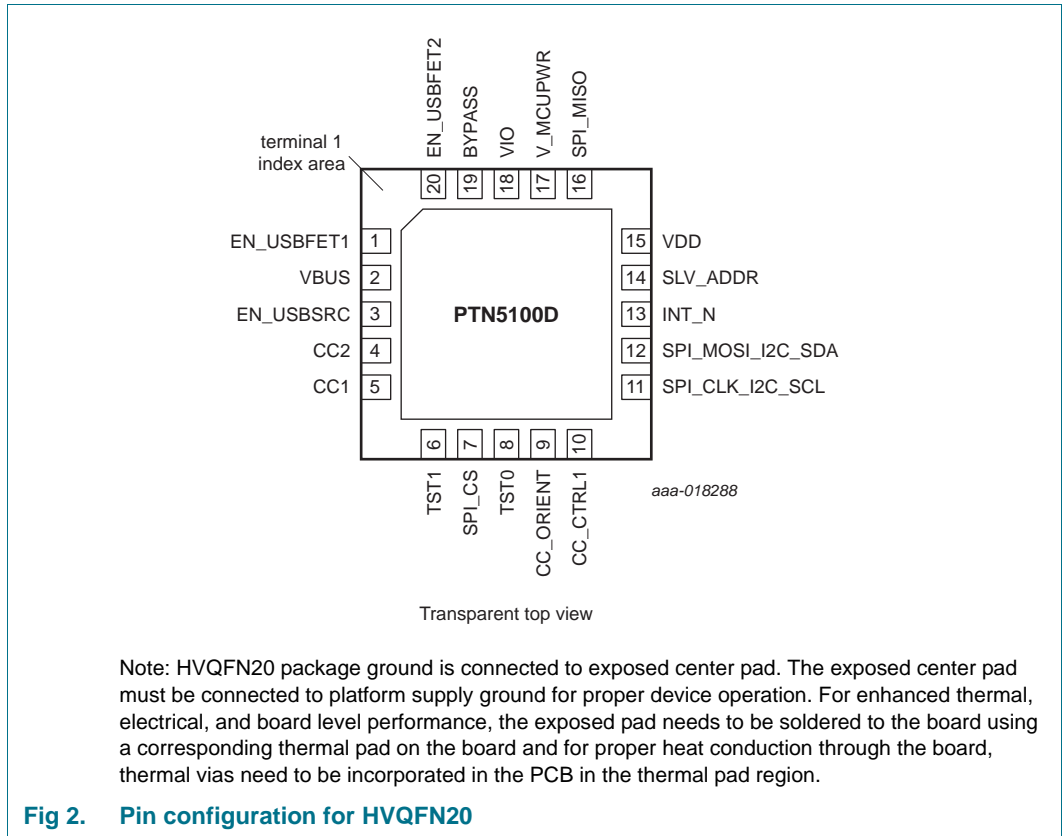 EN_USBFET2
BYPASS
VIO
V_MCUPWR
SPI_MISO
terminal 1
index area
20 19 18 17 16
EN_USBFET1 1
VBUS 2
EN_USBSRC 3
CC2 4
CC1 5
PTN5100D
15 VDD
14 SLV_ADDR
13 INT_N
12 SPI_MOSI_I2C_SDA
11 SPI_CLK_I2C_SCL
6 7 8 9 10
TST1
SPI_CS
TST0
CC_ORIENT
CC_CTRL1
aaa-018288
Transparent top view
Note: HVQFN20 package ground is connected to exposed center pad. The exposed center pad
must be connected to platform supply ground for proper device operation. For enhanced thermal,
electrical, and board level performance, the exposed pad needs to be soldered to the board using
a corresponding thermal pad on the board and for proper heat conduction through the board,
thermal vias need to be incorporated in the PCB in the thermal pad region.
Fig 2. Pin configuration for HVQFN20